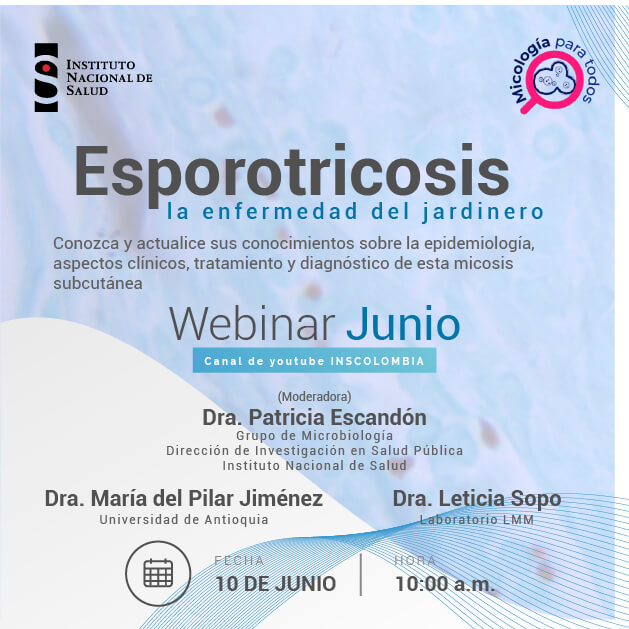 INSTITUTO
NACIONAL DE
SALUD
Micología para todos
Esporotricosis
la enfermedad del jardinero
Conozca y actualice sus conocimientos sobre la epidemiología,
aspectos clínicos, tratamiento y diagnóstico de esta micosis
subcutánea
Webinar Junio
Canal de youtube INSCOLOMBIA
(Moderadora)
Dra. Patricia Escandón
Grupo de Microbiología
Dirección de Investigación en Salud Pública
Instituto Nacional de Salud
Dra. María del Pilar Jiménez
Universidad de Antioquia
Dra. Leticia Sopo
Laboratorio LMM
FECHA
10 DE JUNIO
HORA
10:00 a.m.